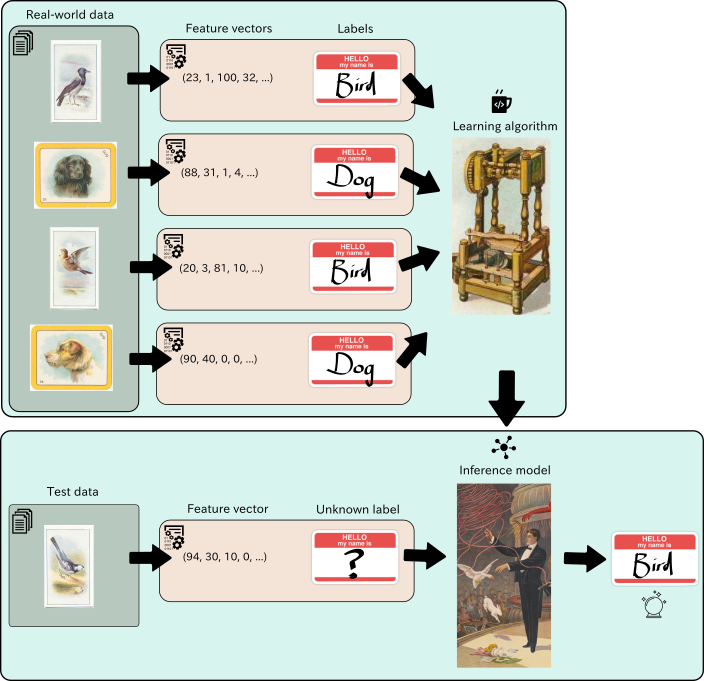 Real-world data
Feature vectors
Labels
(23, 1, 100, 32, ...)
HELLO
my name is
Bird
Learning algorithm
(88, 31, 1, 4, ...)
HELLO
my name is
Dog
(20, 3, 81, 10, ...)
HELLO
my name is
Bird
(90, 40, 0, 0, ...)
HELLO
my name is
Dog
Inference model
Test data
Feature vector
Unknown label
(94, 30, 10, 0, ...)
HELLO
my name is
?
HELLO
my name is
Bird